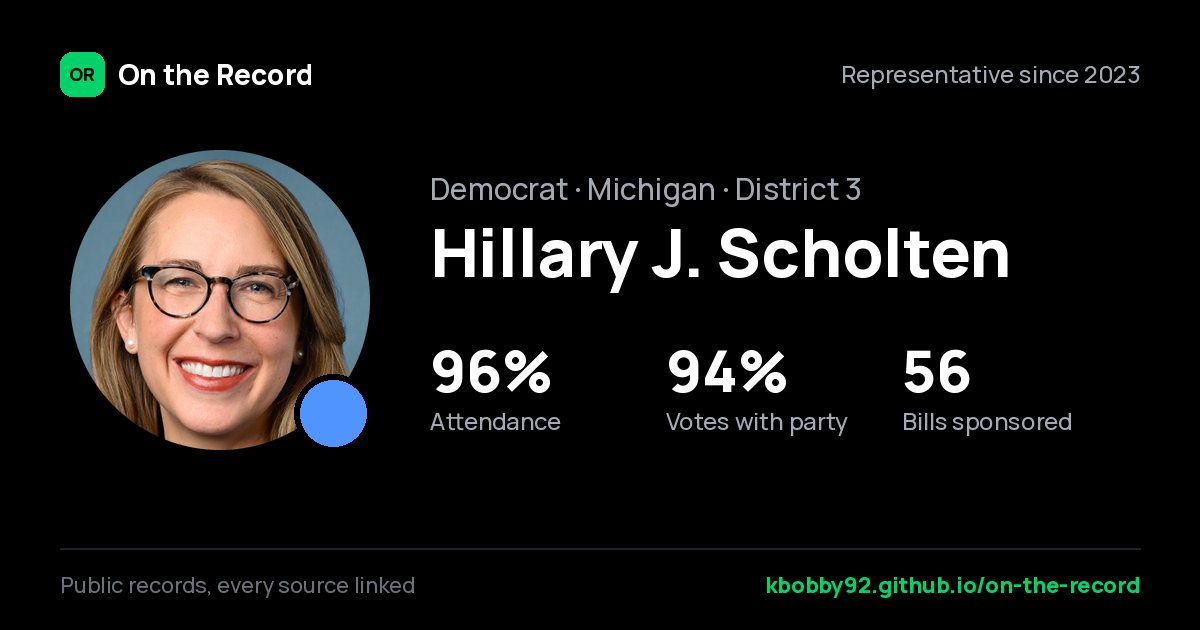 OR On the Record
Representative since 2023
Democrat · Michigan · District 3
Hillary J. Scholten
96% 94% 56
Attendance Votes with party Bills sponsored
Public records, every source linked
kbobby92.github.io/on-the-record